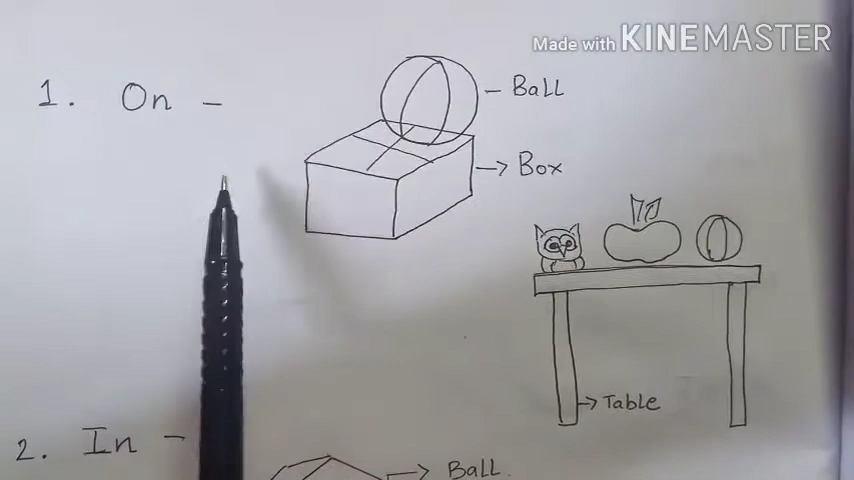 Made with KINEMASTER
1. On -
Ball
Box
Table
2. In -
Ball